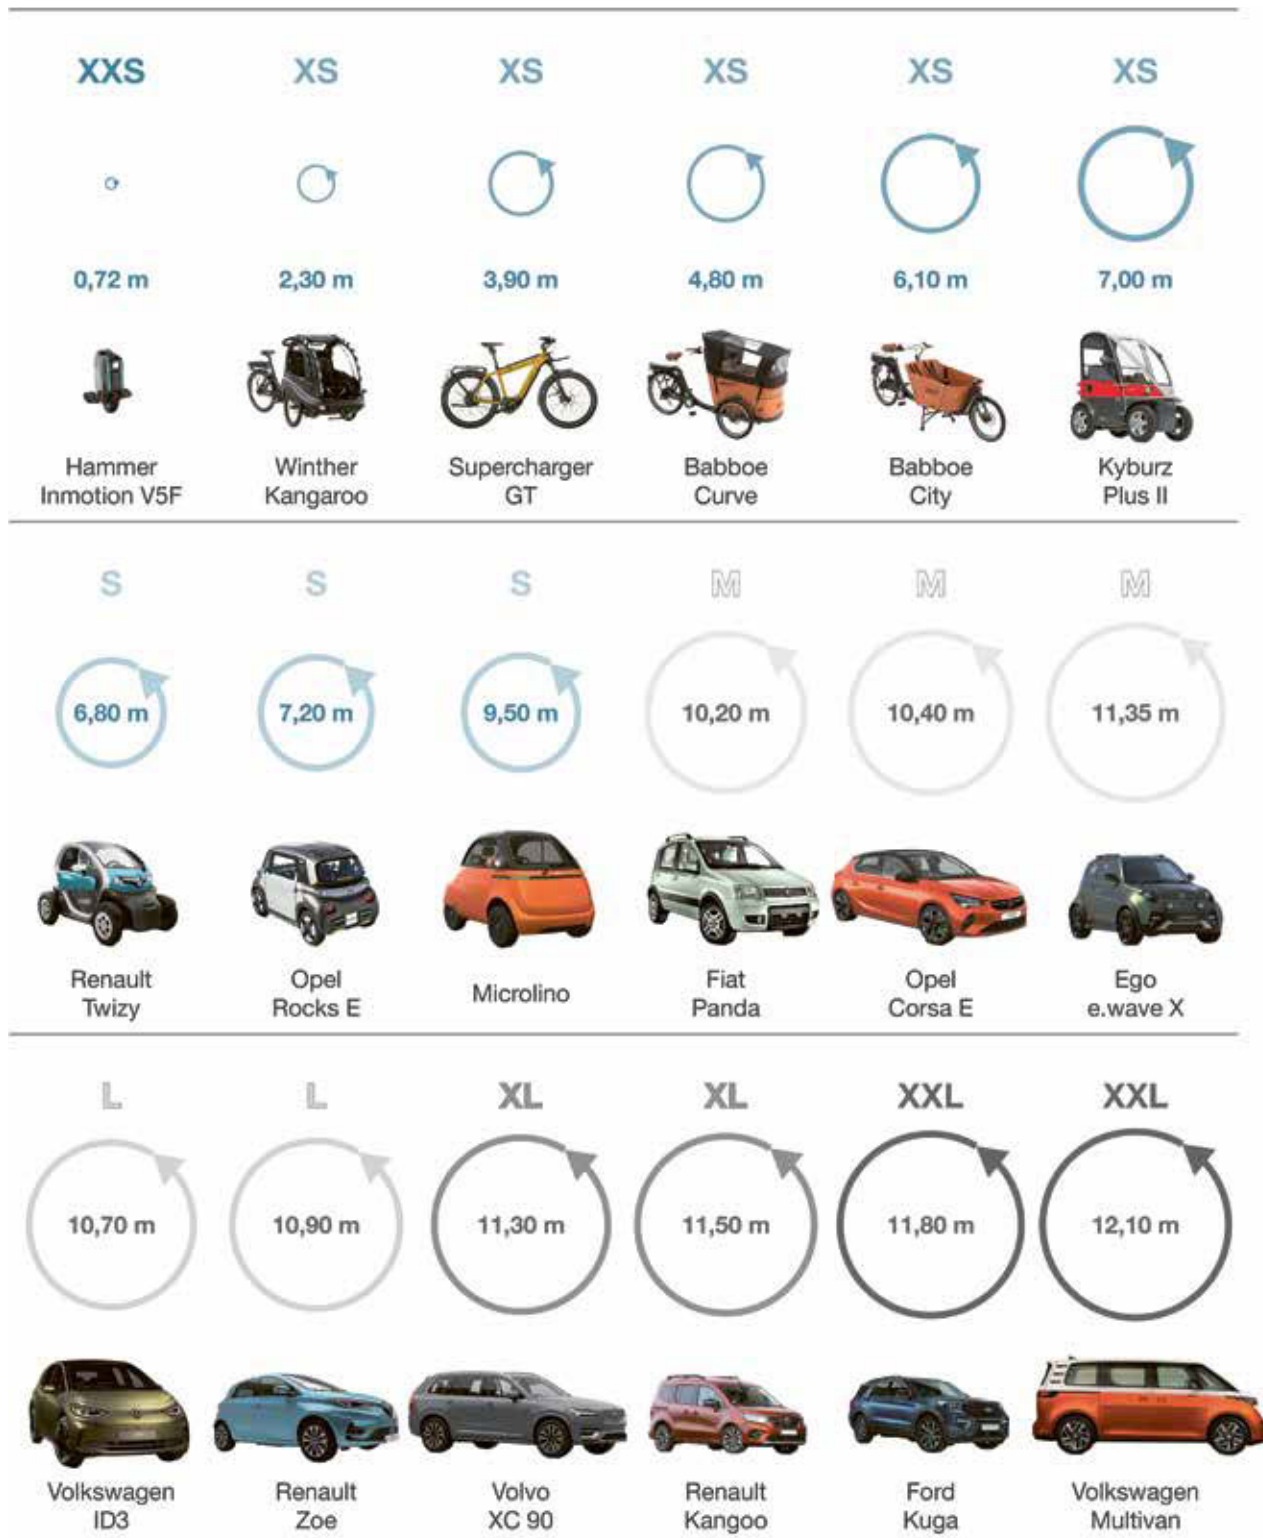 XXS XS XS XS XS XS
0,72 m 2,30 m 3,90 m 4,80 m 6,10 m 7,00 m
Hammer Winther Supercharger Babboe Babboe Kyburz
Inmotion V5F Kangaroo GT Curve City Plus II
S S S M M M
6,80 m 7,20 m 9,50 m 10,20 m 10,40 m 11,35 m
Renault Opel Microlino Fiat Opel Ego
Twizy Rocks E Panda Corsa E e.wave X
L L XL XL XXL XXL
10,70 m 10,90 m 11,30 m 11,50 m 11,80 m 12,10 m
Volkswagen Renault Volvo Renault Ford Volkswagen
ID3 Zoe XC 90 Kangoo Kuga Multivan